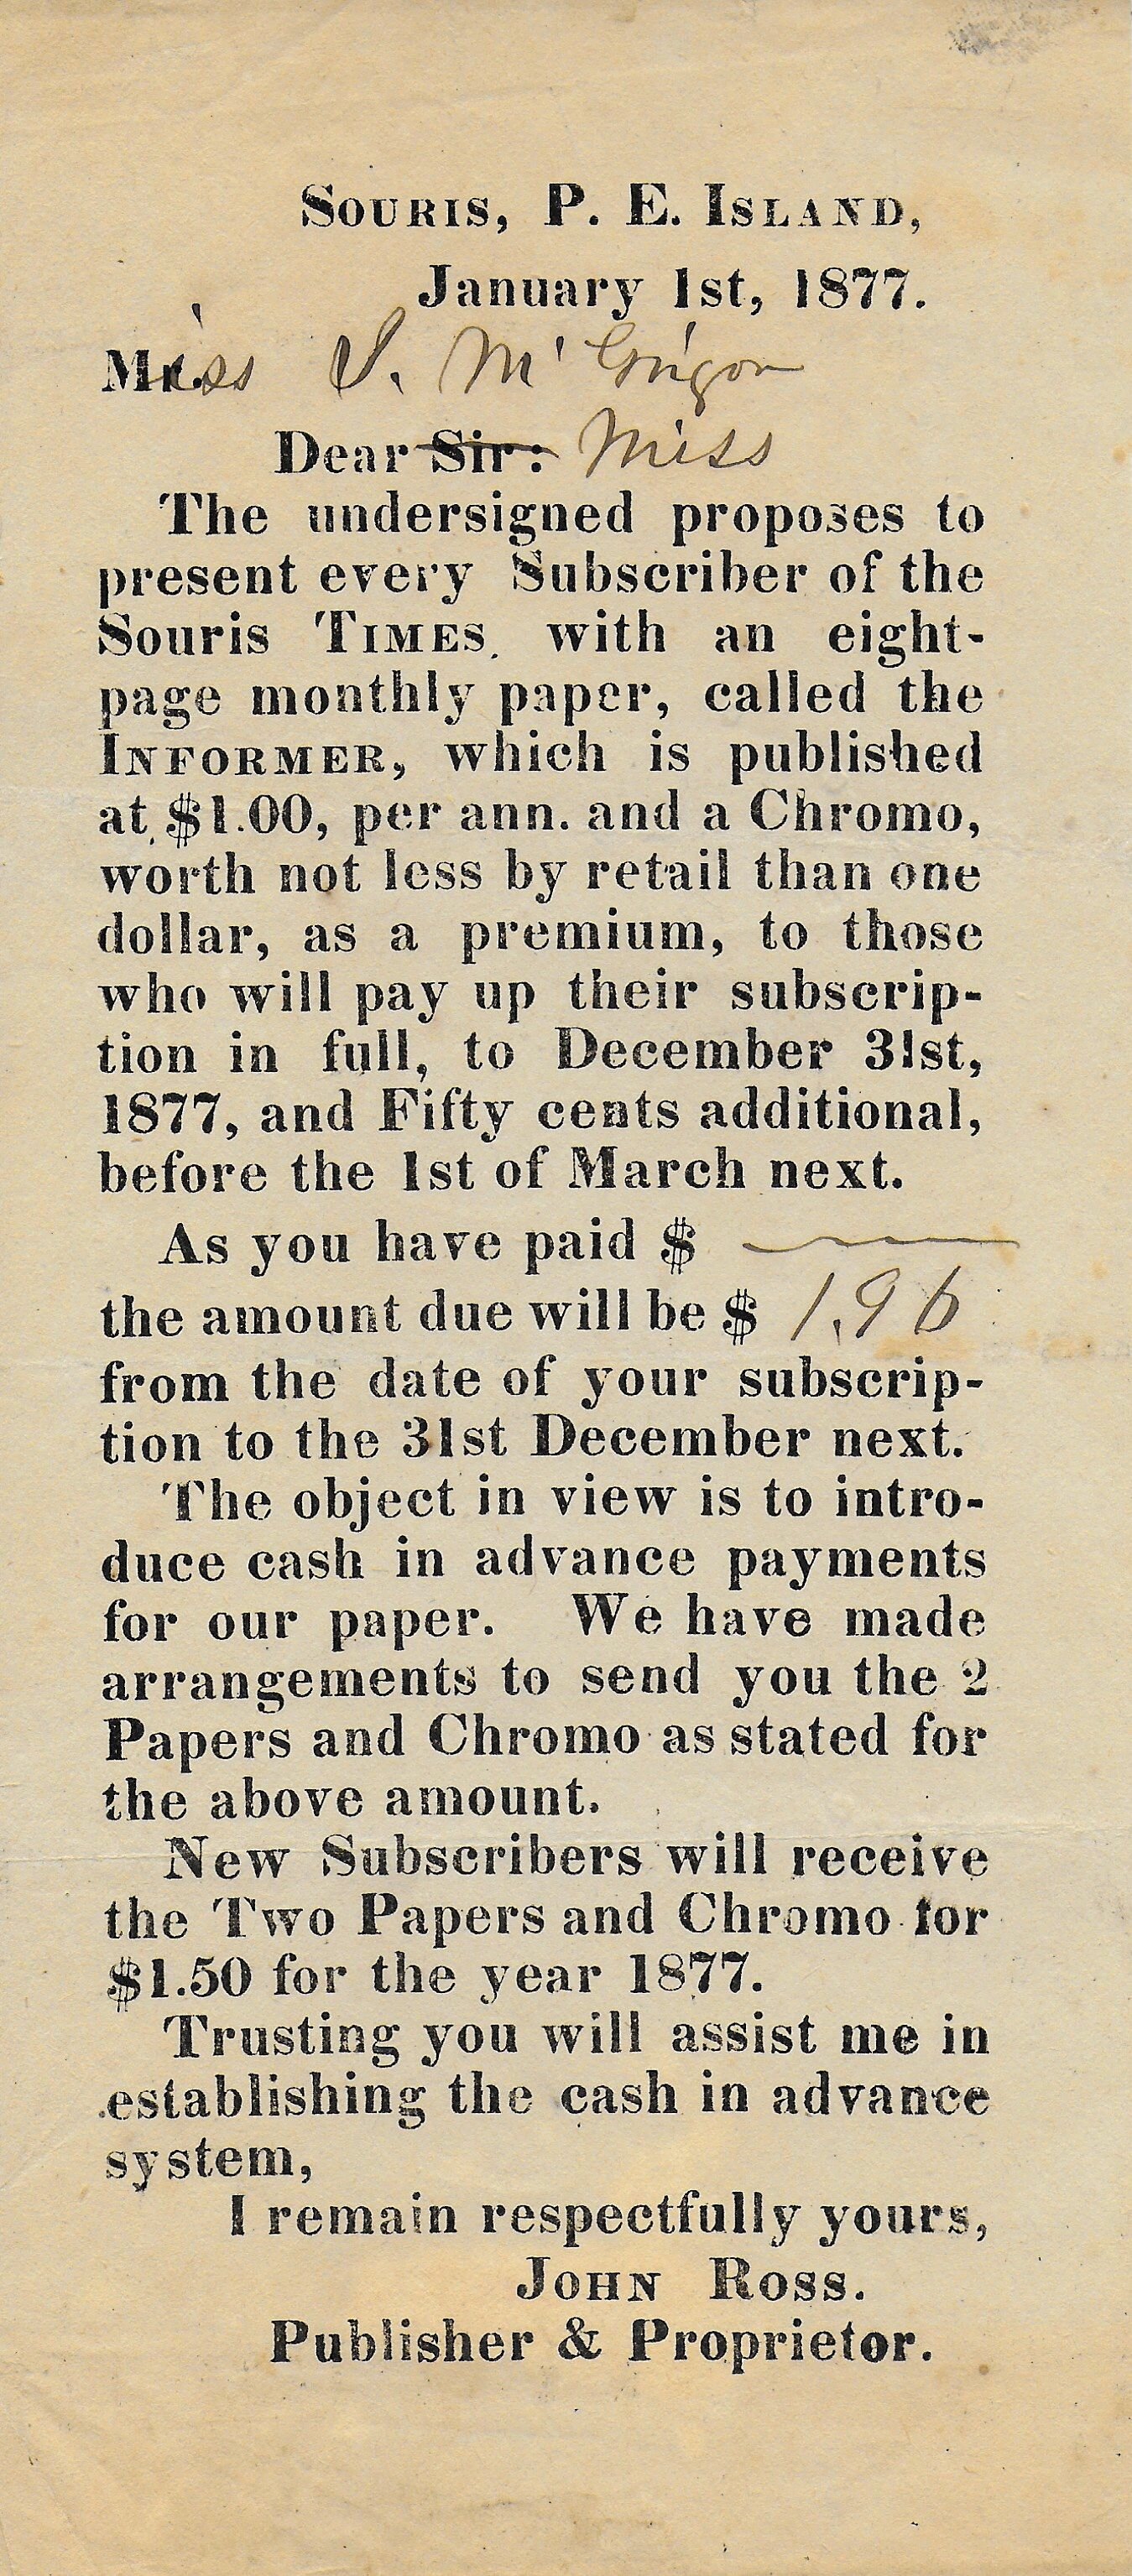 SOURIS, P. E. ISLAND,
January 1st, 1877.
Miss S. M'Grigor
Dear Sir: Miss
The undersigned proposes to
present every Subscriber of the
Souris TIMES. with an eight-
page monthly paper, called the
INFORMER, which is published
at $1.00, per ann. and a Chromo,
worth not less by retail than one
dollar, as a premium, to those
who will pay up their subscrip-
tion in full, to December 31st,
1877, and Fifty cents additional,
before the 1st of March next.
As you have paid $
the amount due will be $ 1.96
from the date of your subscrip-
tion to the 31st December next.
The object in view is to intro-
duce cash in advance payments
for our paper. We have made
arrangements to send you the 2
Papers and Chromo as stated for
the above amount.
New Subscribers will receive
the Two Papers and Chromo for
$1.50 for the year 1877.
Trusting you will assist me in
establishing the cash in advance
system,
I remain respectfully yours,
JOHN ROSS.
Publisher & Proprietor.